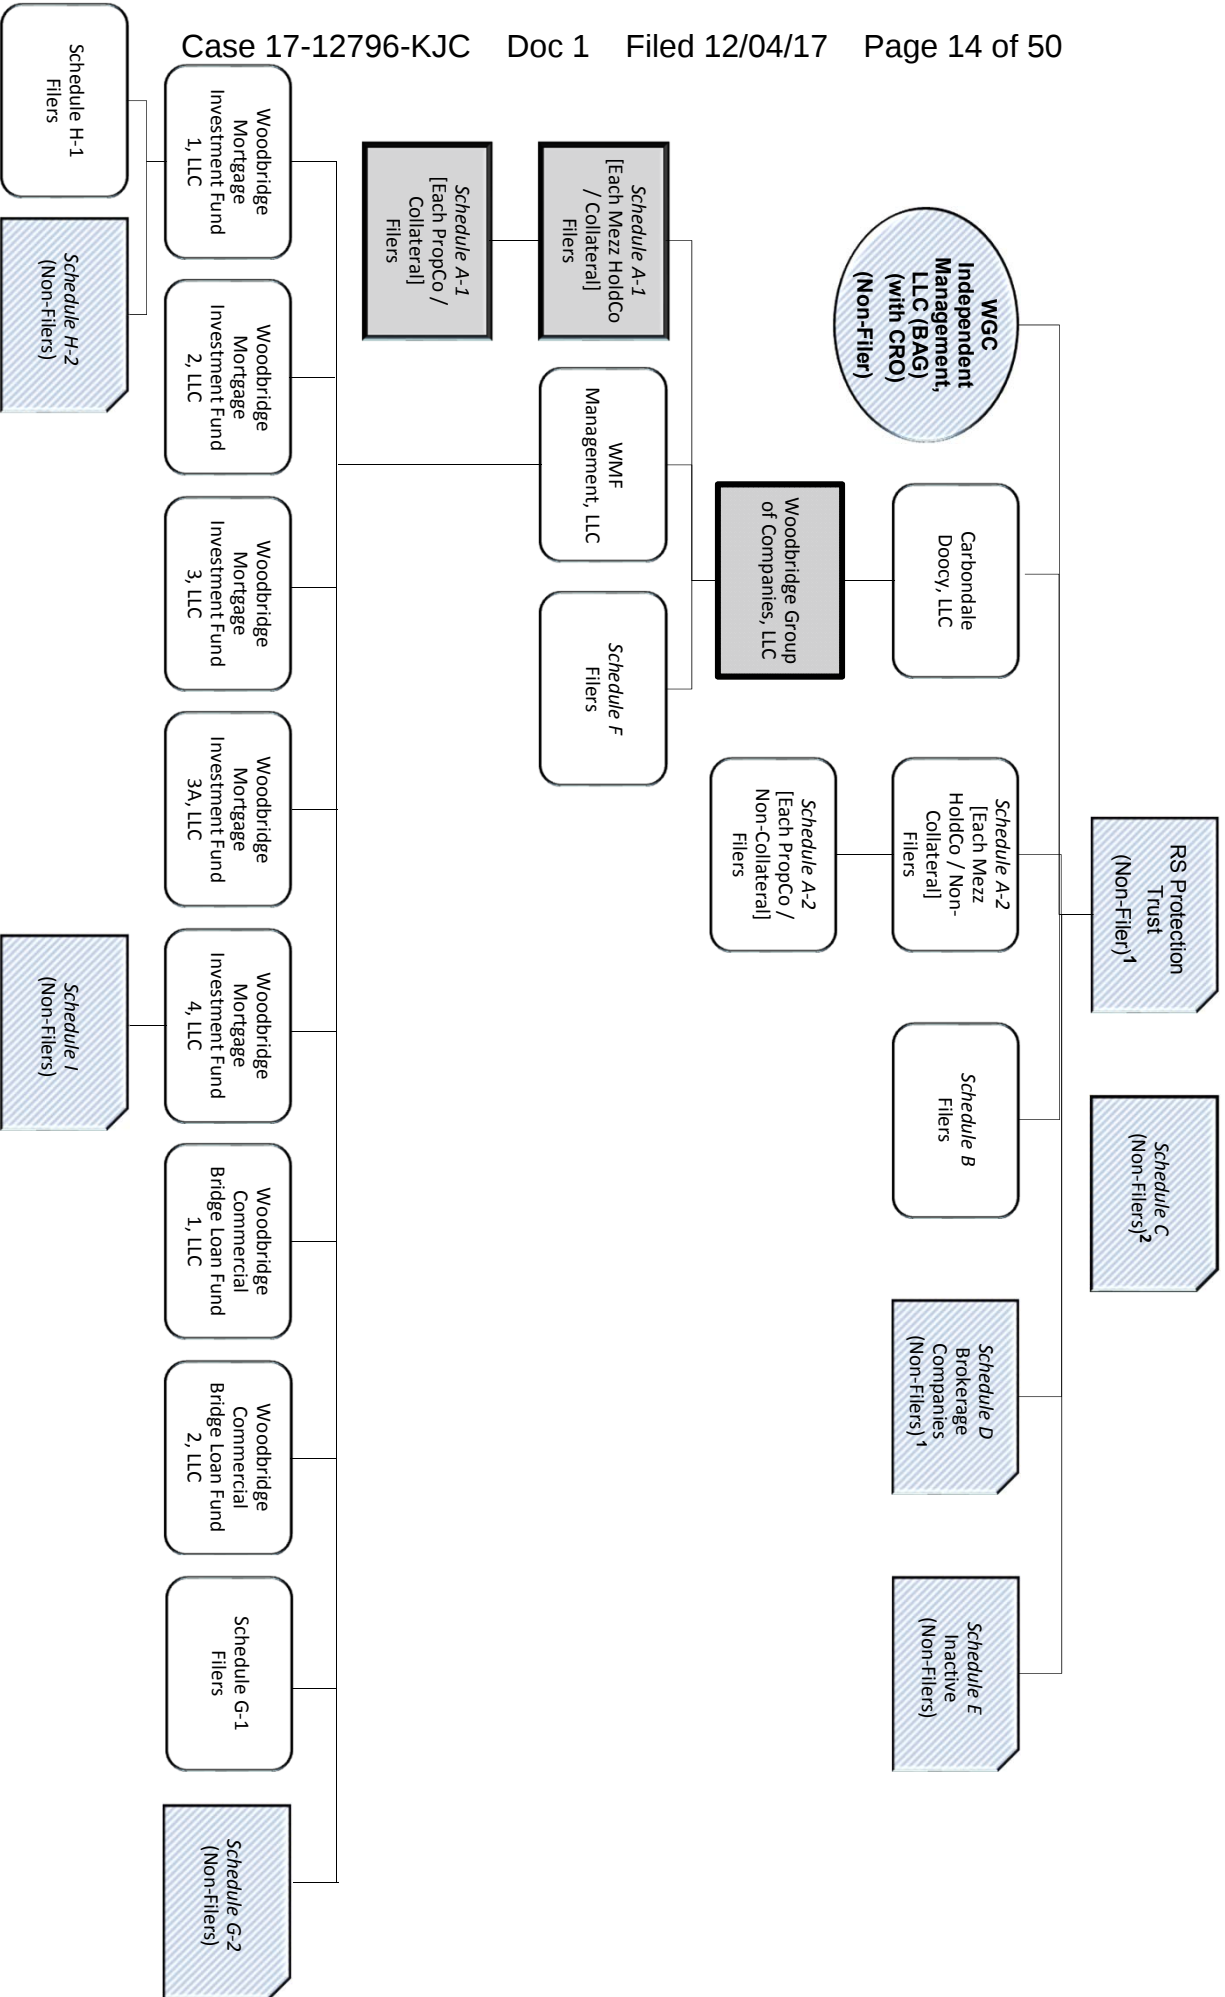 Case 17-12796-KJC Doc 1 Filed 12/04/17 Page 14 of 50
RS Protection
Trust
(Non-Filer)1
Schedule C
(Non-Filers)2
WGC
Independent
Management,
LLC (BAG)
(with CRO)
(Non-Filer)
Carbondale
Doocy, LLC
Schedule A-2
[Each Mezz
HoldCo / Non-
Collateral]
Filers
Schedule B
Filers
Schedule D
Brokerage
Companies
(Non-Filers) 1
Schedule E
Inactive
(Non-Filers)
Woodbridge Group
of Companies, LLC
Schedule A-2
[Each PropCo /
Non-Collateral]
Filers
Schedule A-1
[Each Mezz HoldCo
/ Collateral]
Filers
WMF
Management, LLC
Schedule F
Filers
Schedule A-1
[Each PropCo /
Collateral]
Filers
Woodbridge
Mortgage
Investment Fund
1, LLC
Woodbridge
Mortgage
Investment Fund
2, LLC
Woodbridge
Mortgage
Investment Fund
3, LLC
Woodbridge
Mortgage
Investment Fund
3A, LLC
Woodbridge
Mortgage
Investment Fund
4, LLC
Woodbridge
Commercial
Bridge Loan Fund
1, LLC
Woodbridge
Commercial
Bridge Loan Fund
2, LLC
Schedule G-1
Filers
Schedule G-2
(Non-Filers)
Schedule H-1
Filers
Schedule H-2
(Non-Filers)
Schedule I
(Non-Filers)